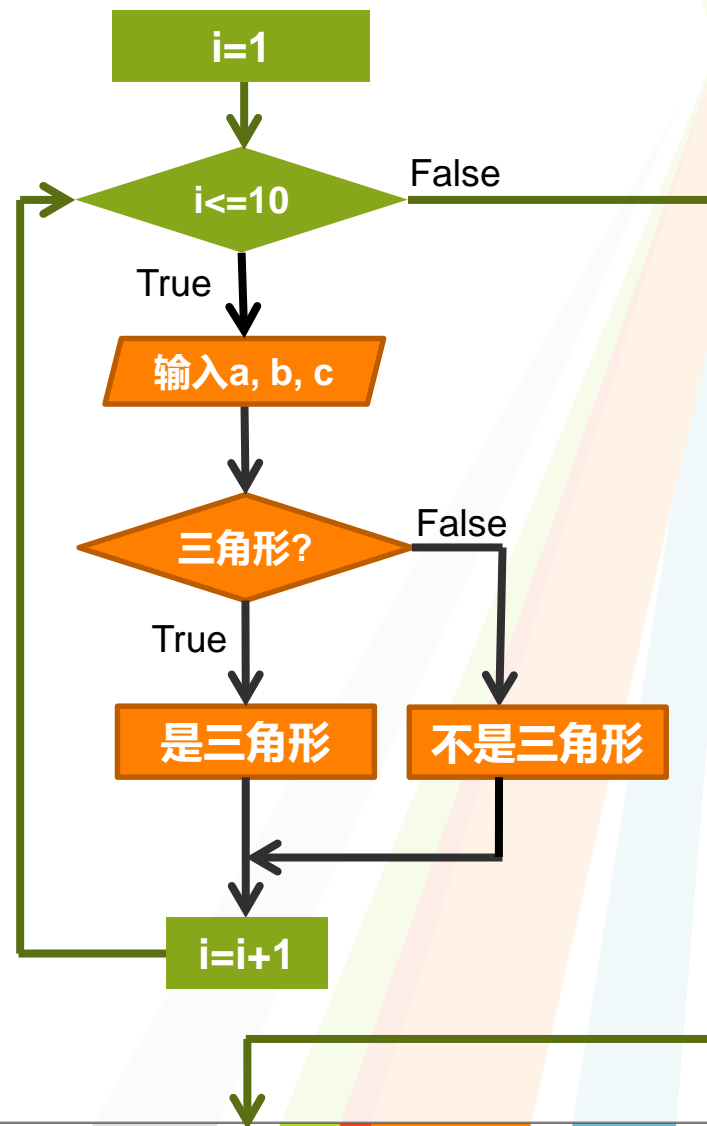 i=1
i<=10
False
True
输入a, b, c
三角形?
False
True
是三角形
不是三角形
i=i+1